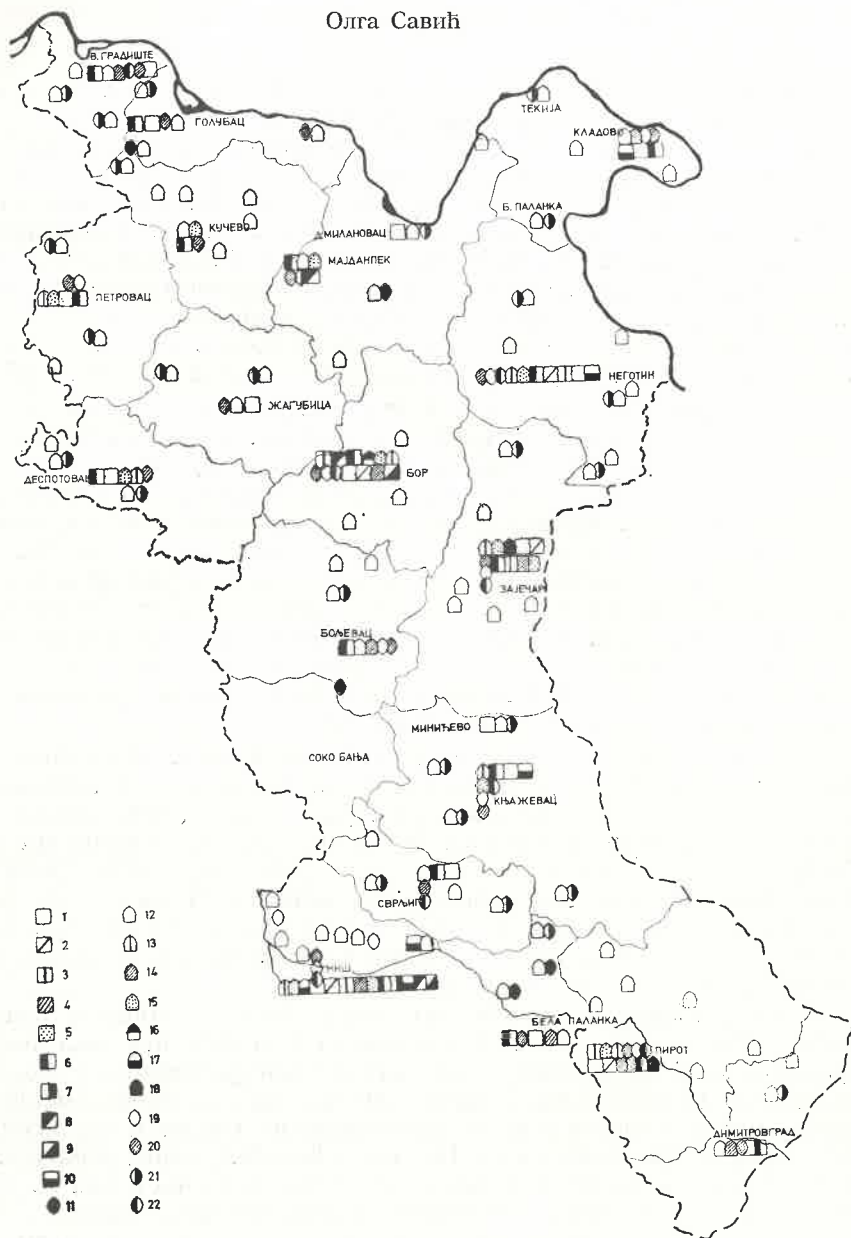 Олга Савић
В. ГРАДИШТЕ
ТЕКИЈА
ГОЛУБАЦ
КЛАДОВО
Б. ПАЛАНКА
КУЧЕВО
Д МИЛАНОВАЦ
МАЈДАНПЕК
ПЕТРОВАЦ
НЕГОТИН
ЖАГУБИЦА
ДЕСПОТОВАЦ
БОР
ЗАЈЕЧАР
БОЉЕВАЦ
МИНИЋЕВО
СОКО БАЊА
КЊАЖЕВАЦ
СВРЉИГ
НИШ
БЕЛА ПАЛАНКА
ПИРОТ
ДИМИТРОВГРАД
1 12
2 13
3 14
4 15
5 16
6 17
7 18
8 19
9 20
10 21
11 22